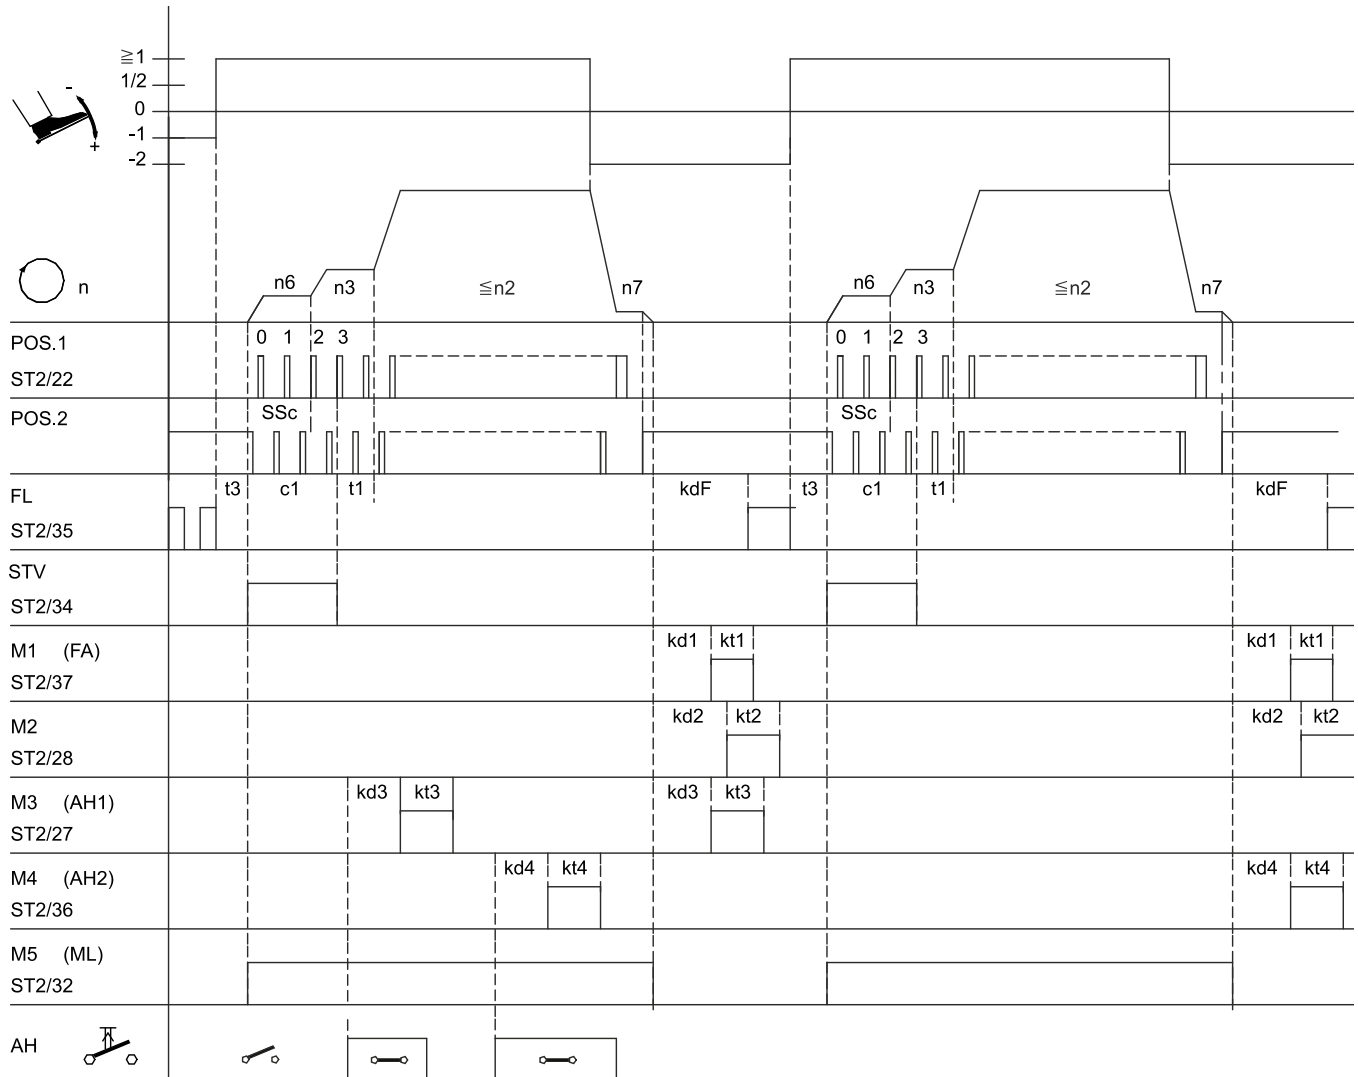 ≧1
1/2
0
-1
-2
-
+
n
n6
n3
≦n2
n7
n6
n3
≦n2
n7
POS.1
ST2/22
0 1 2 3
0 1 2 3
POS.2
SSc
SSc
FL
ST2/35
t3 c1 t1 kdF t3 c1 t1 kdF
STV
ST2/34
M1 (FA)
ST2/37
kd1 kt1 kd1 kt1
M2
ST2/28
kd2 kt2 kd2 kt2
M3 (AH1)
ST2/27
kd3 kt3 kd3 kt3
M4 (AH2)
ST2/36
kd4 kt4 kd4 kt4
M5 (ML)
ST2/32
AH